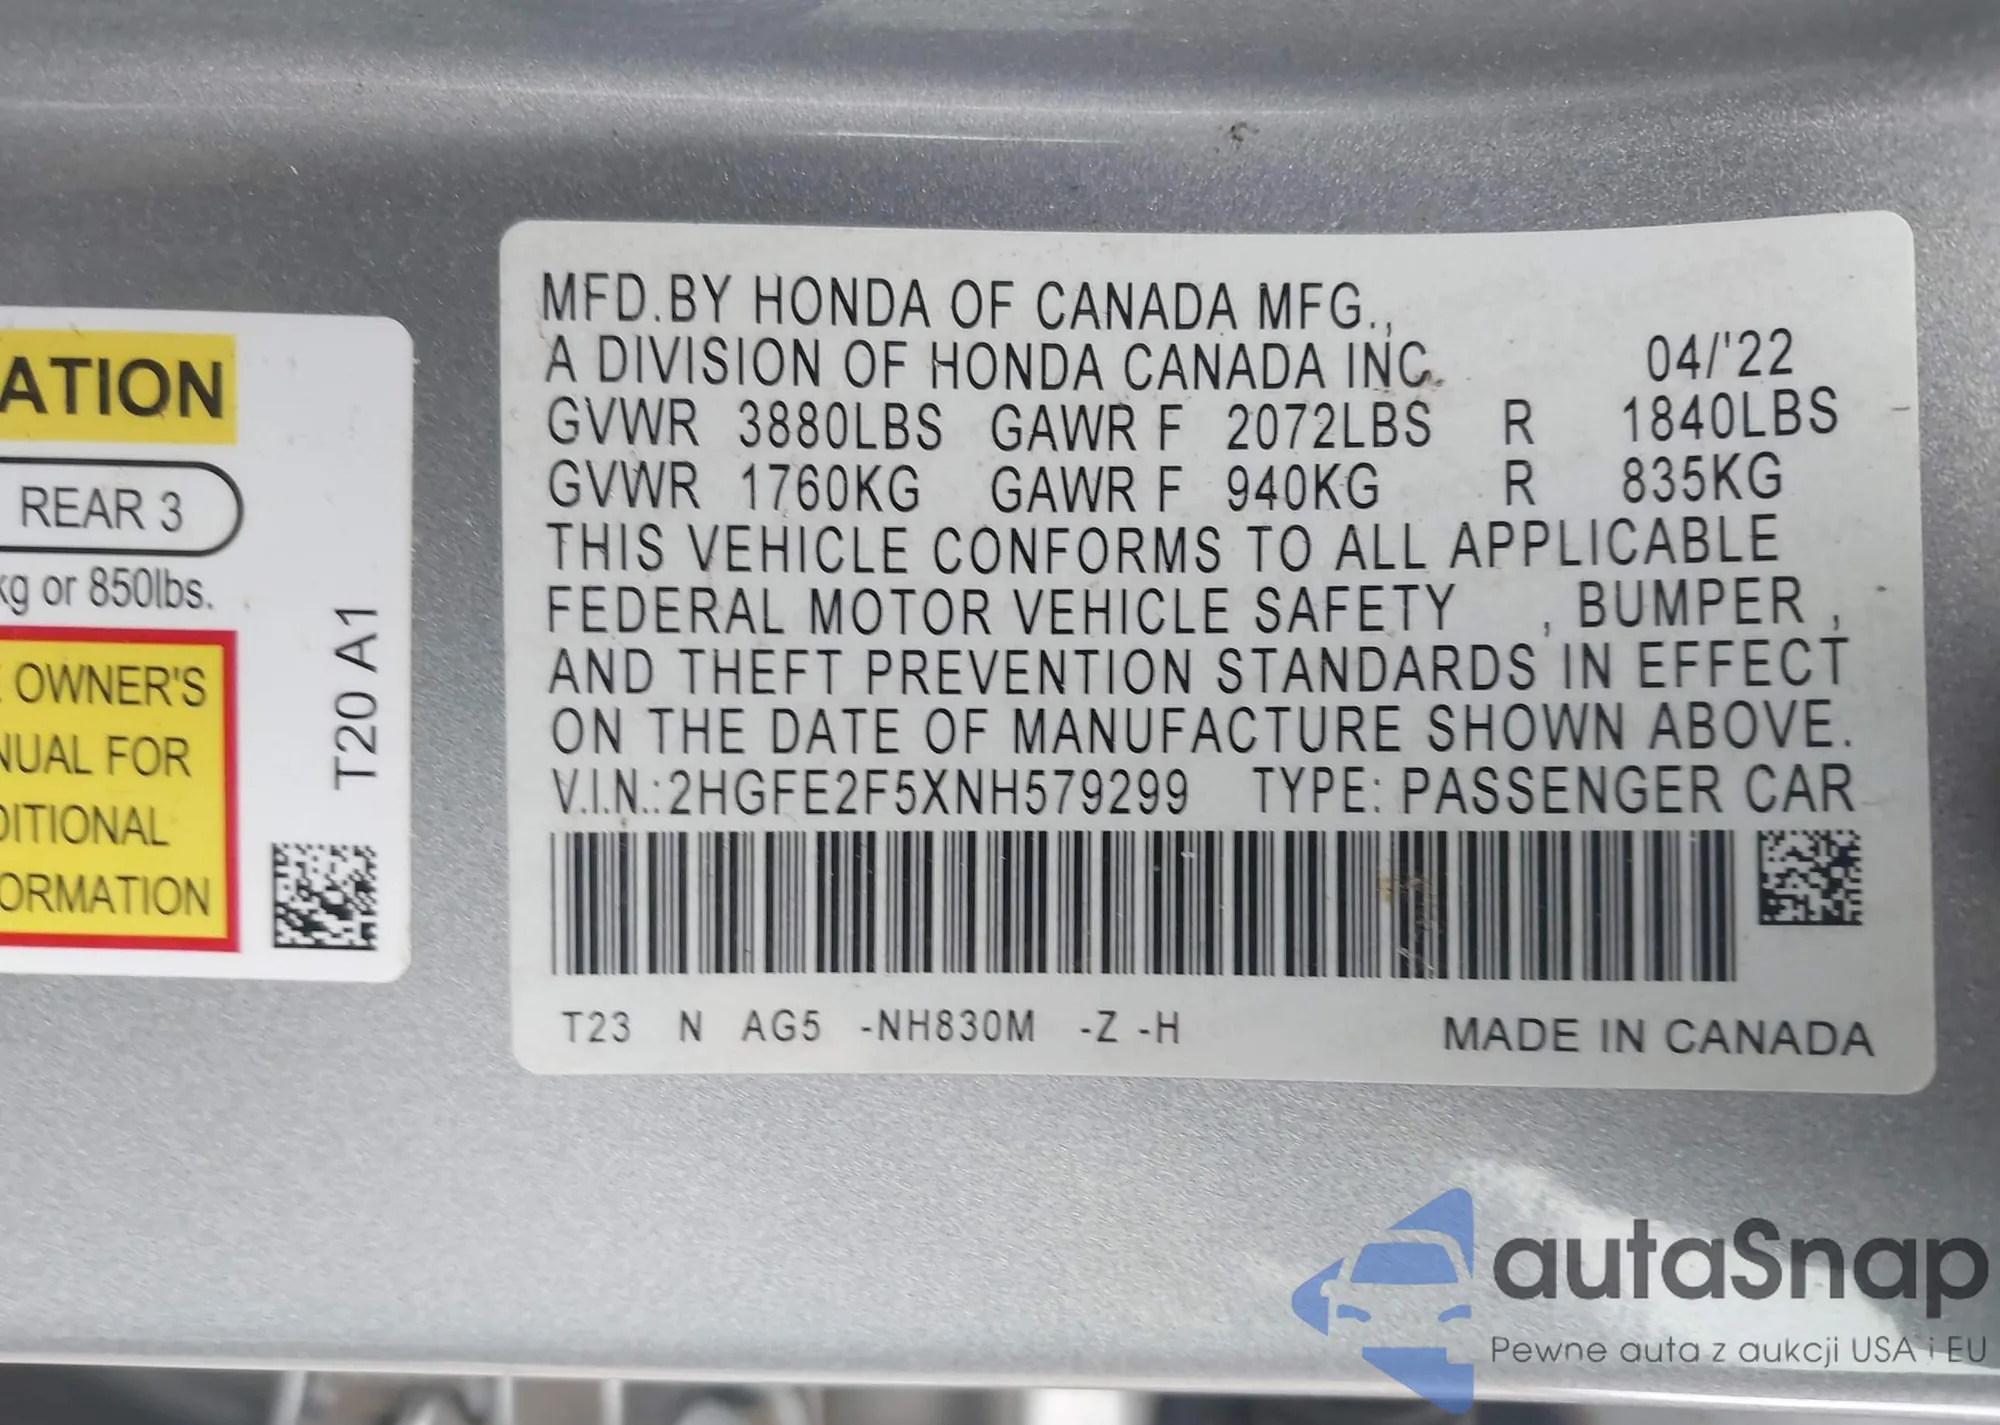 ATION
REAR 3
kg or 850lbs.
OWNER'S
NUAL FOR
DITIONAL
ORMATION
T20 A1
MFD.BY HONDA OF CANADA MFG.,
A DIVISION OF HONDA CANADA INC. 04/'22
GVWR 3880LBS GAWR F 2072LBS R 1840LBS
GVWR 1760KG GAWR F 940KG R 835KG
THIS VEHICLE CONFORMS TO ALL APPLICABLE
FEDERAL MOTOR VEHICLE SAFETY , BUMPER ,
AND THEFT PREVENTION STANDARDS IN EFFECT
ON THE DATE OF MANUFACTURE SHOWN ABOVE.
V.I.N.:2HGFE2F5XNH579299 TYPE: PASSENGER CAR
T23 N AG5 -NH830M -Z -H MADE IN CANADA
autaSnap
Pewne auta z aukcji USA i EU